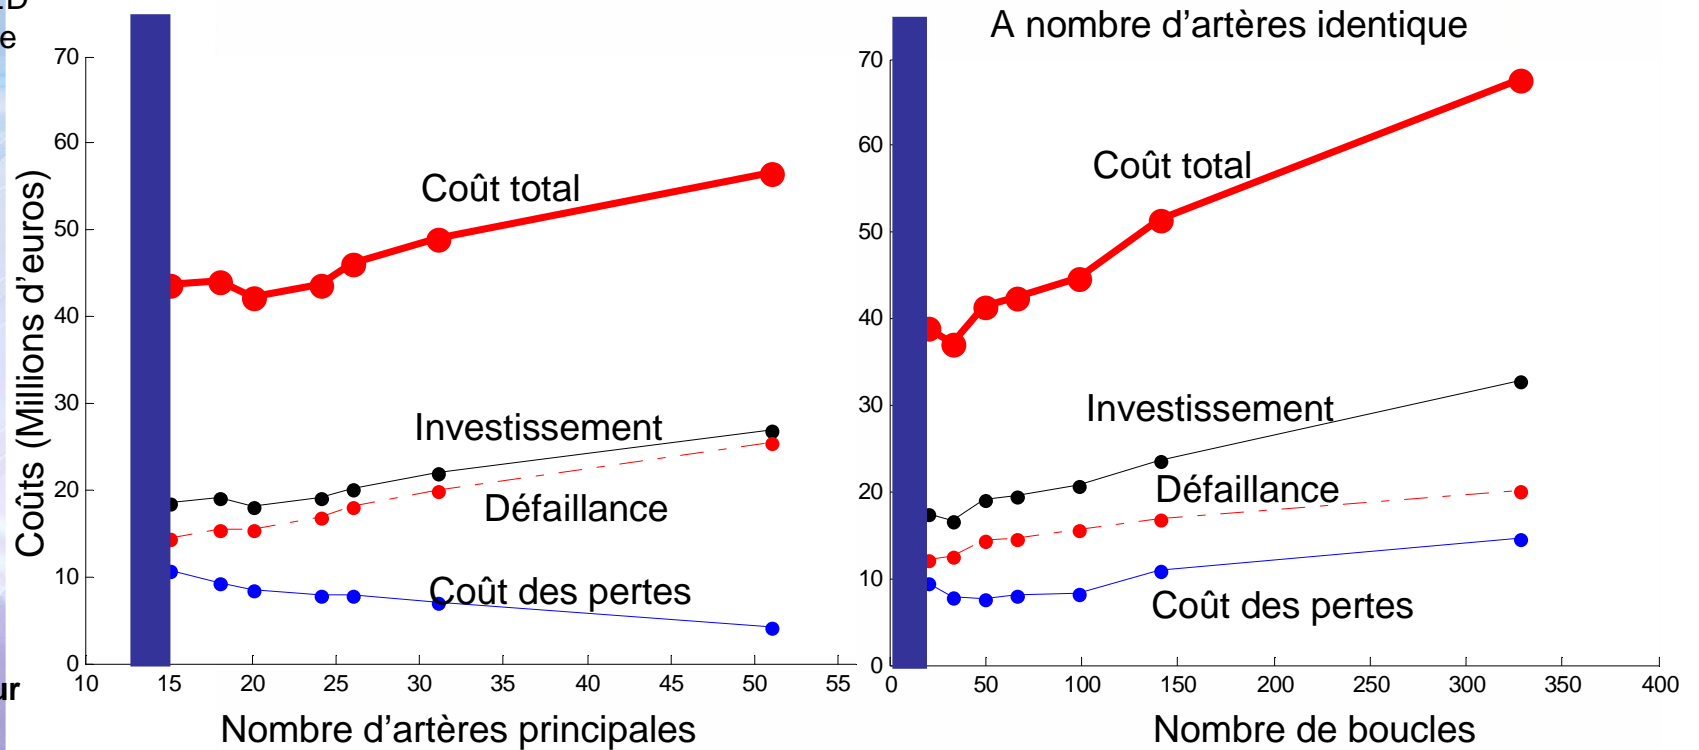 A nombre d'artères identique
70
60
50
40
30
20
10
0
Coûts (Millions d'euros)
Coût total
Investissement
Défaillance
Coût des pertes
10 15 20 25 30 35 40 45 50 55
Nombre d'artères principales
70
60
50
40
30
20
10
0
Coût total
Investissement
Défaillance
Coût des pertes
0 50 100 150 200 250 300 350 400
Nombre de boucles